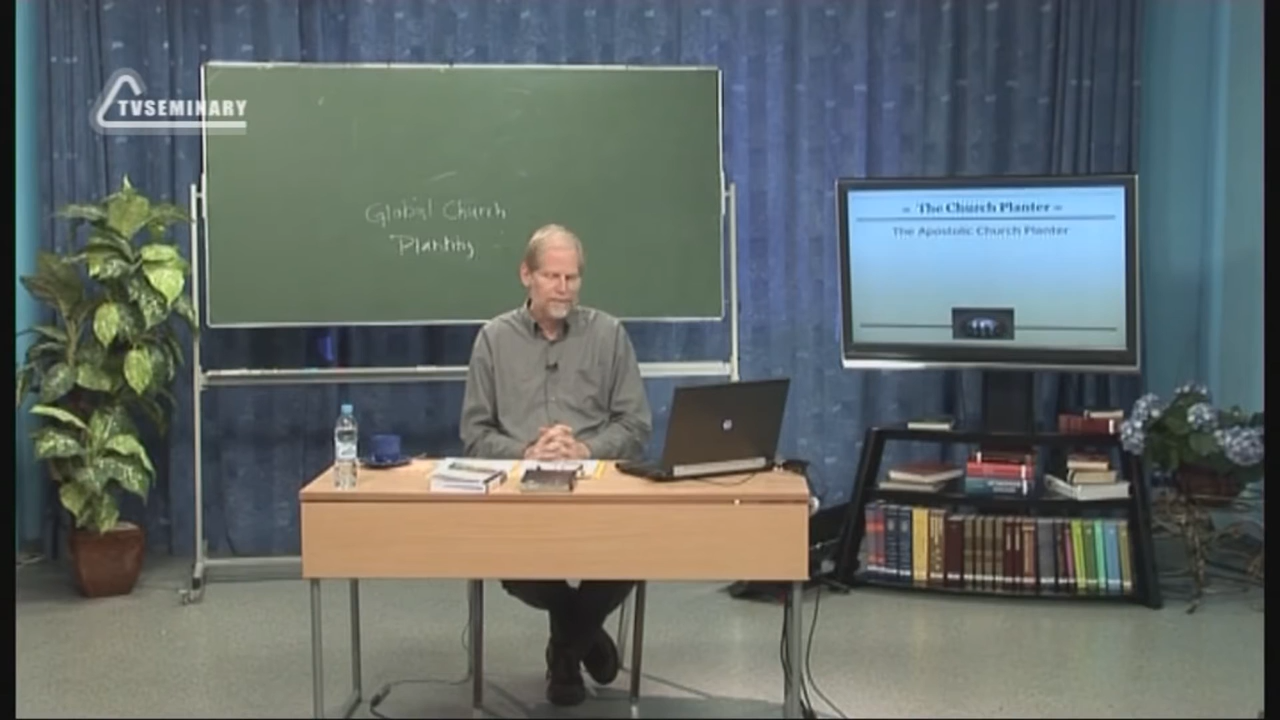 TVSEMINARY
Global Church
Planting
– The Church Planter –
The Apostolic Church Planter